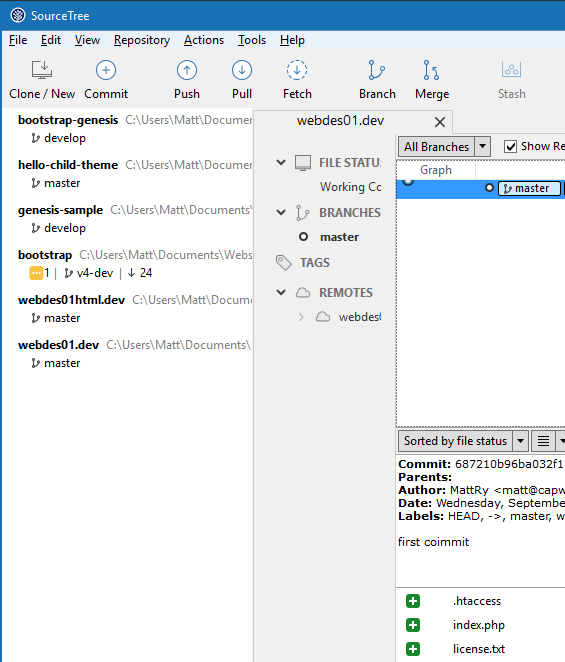 SourceTree
File Edit View Repository Actions Tools Help
Clone / New Commit Push Pull Fetch Branch Merge Stash
bootstrap-genesis C:\Users\Matt\Documen
develop
hello-child-theme C:\Users\Matt\Docume
master
genesis-sample C:\Users\Matt\Documents\
develop
bootstrap C:\Users\Matt\Documents\Webs
1 | v4-dev | 24
webdes01html.dev C:\Users\Matt\Docume
master
webdes01.dev C:\Users\Matt\Documents\
master
webdes01.dev
FILE STATU
Working Co
BRANCHES
master
TAGS
REMOTES
webdes
All Branches Show Re
Graph
master
Sorted by file status
Commit: 687210b96ba032f1
Parents:
Author: MattRy <matt@capw
Date: Wednesday, Septembe
Labels: HEAD, ->, master, w
first coimmit
.htaccess
index.php
license.txt